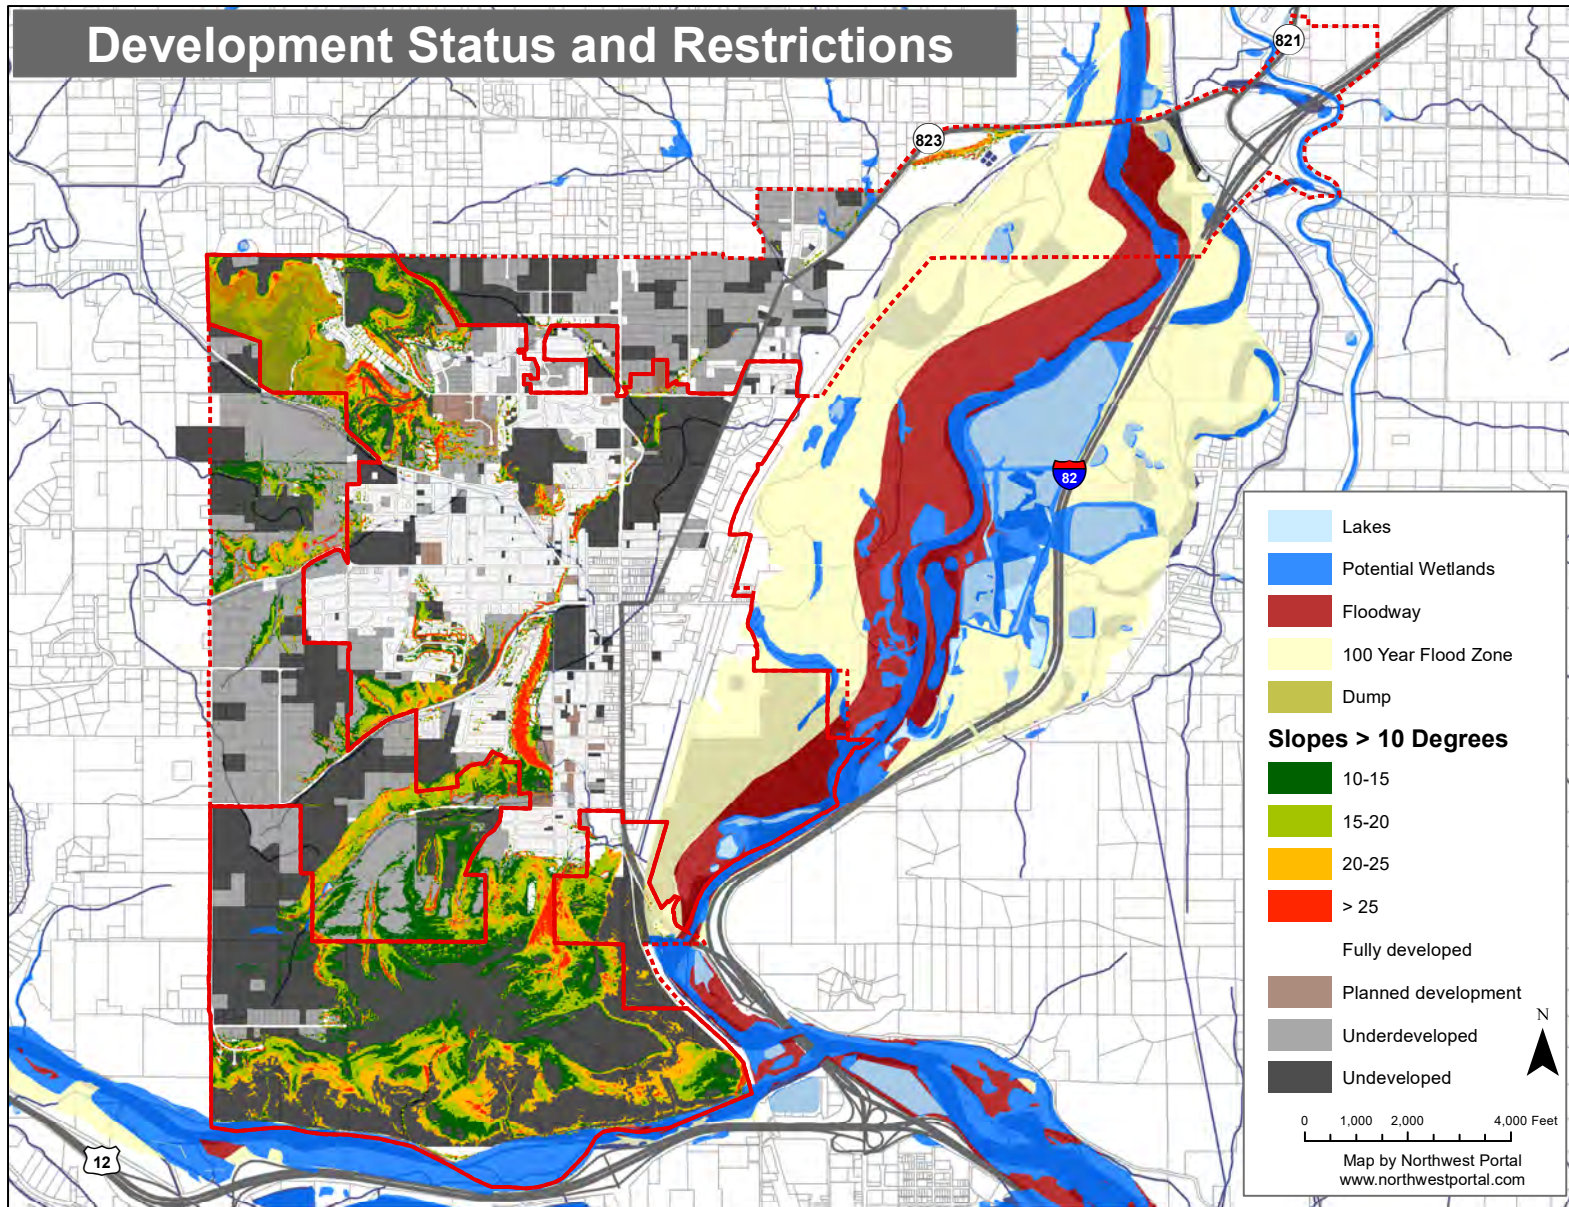 Development Status and Restrictions
821
823
82
12
Lakes
Potential Wetlands
Floodway
100 Year Flood Zone
Dump
Slopes > 10 Degrees
10-15
15-20
20-25
> 25
Fully developed
Planned development
Underdeveloped
Undeveloped
N
0 1,000 2,000 4,000 Feet
Map by Northwest Portal
www.northwestportal.com